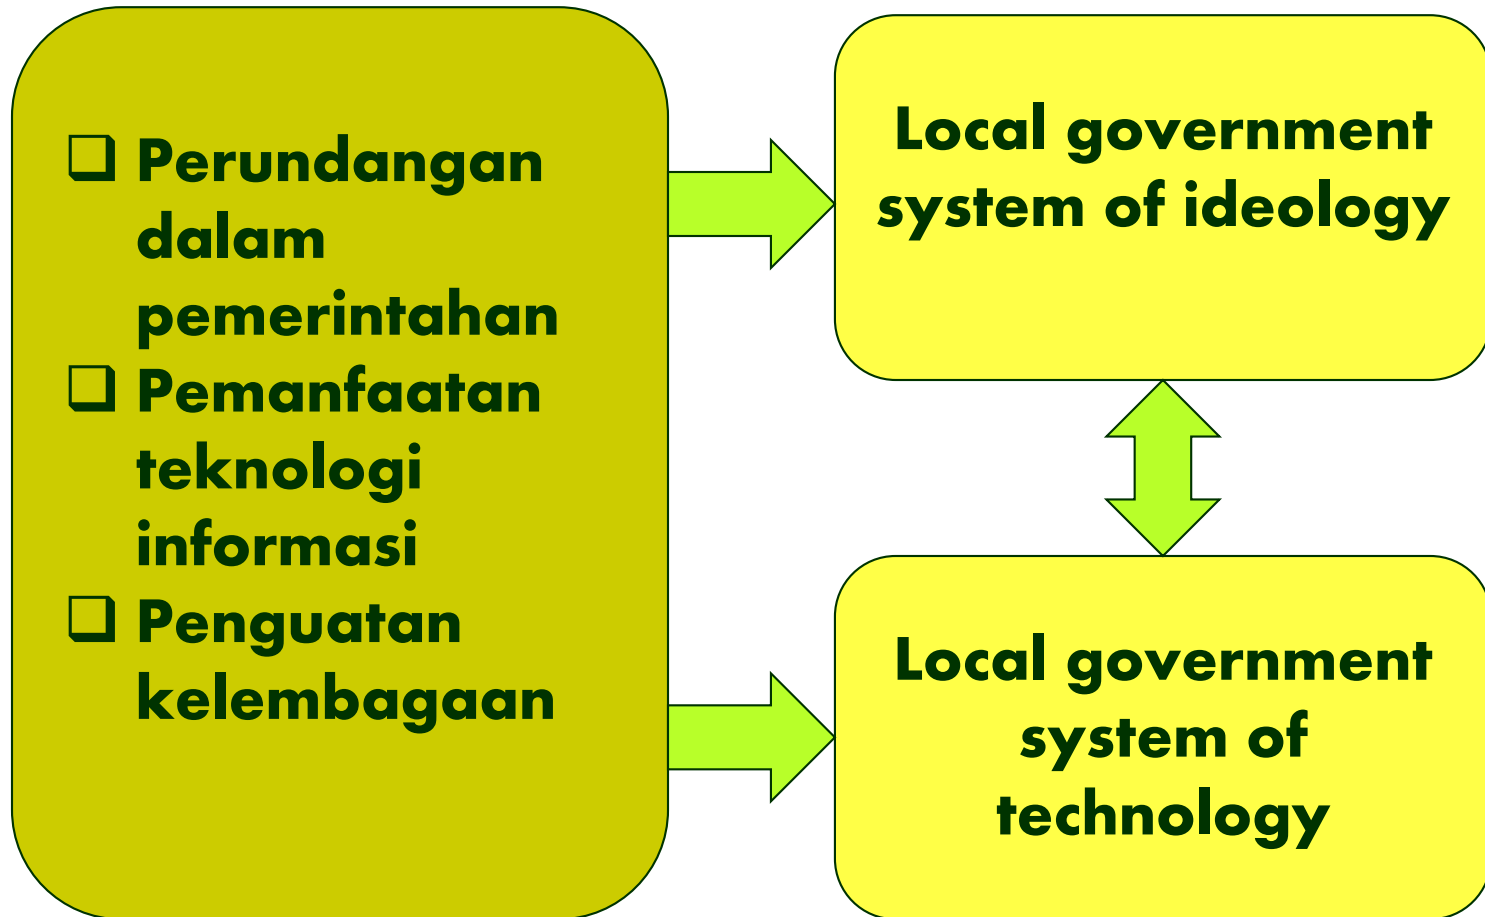 Perundangan
dalam
pemerintahan
Pemanfaatan
teknologi
informasi
Penguatan
kelembagaan
Local government
system of ideology
Local government
system of
technology